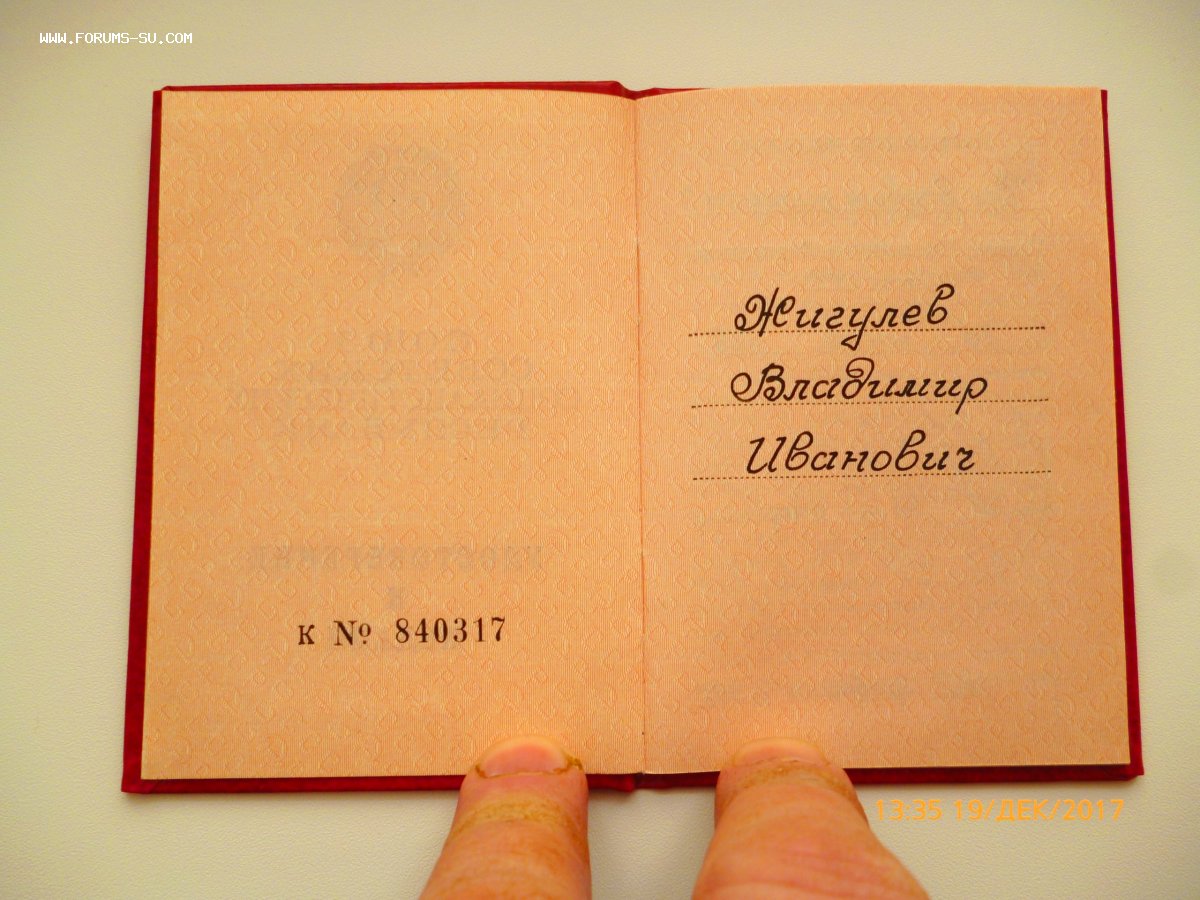 WWW.FORUMS-SU.COM
К № 840317
Жигулев
Владимир
Иванович
13:35 19/ДЕК/2017